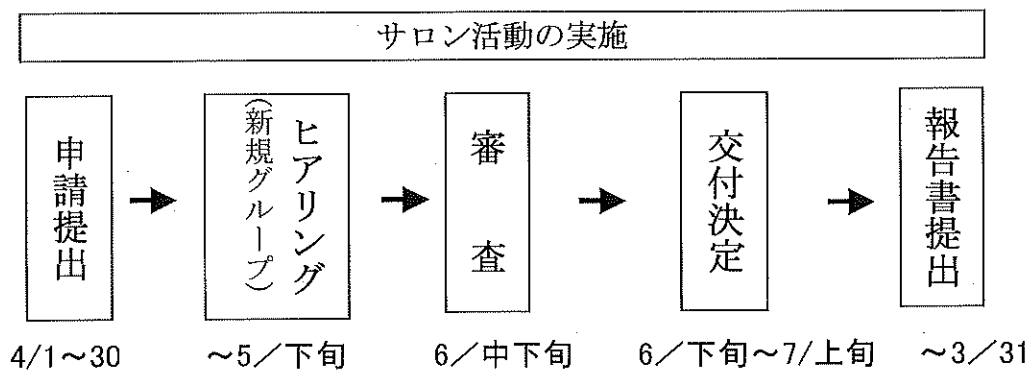 サロン活動の実施
申請提出
ヒアリング
(新規グループ)
審査
交付決定
報告書提出
4/1～30
～5／下旬
6／中下旬
6／下旬～7/上旬
～3／31